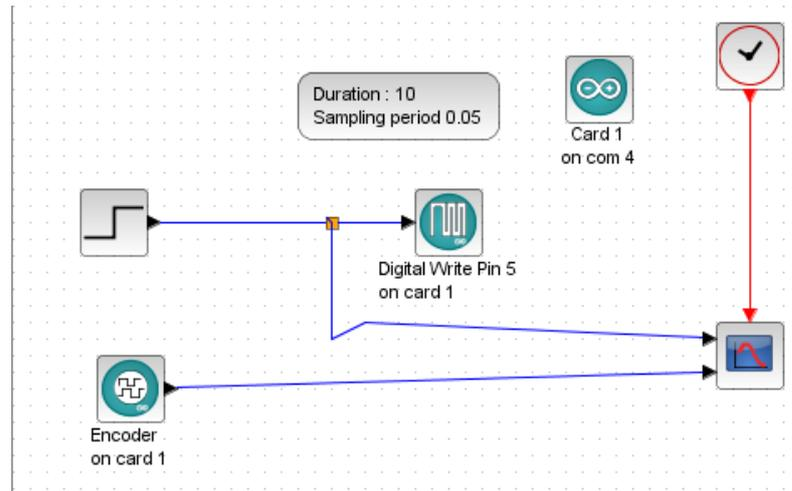 Duration : 10
Sampling period 0.05
Card 1
on com 4
Digital Write Pin 5
on card 1
Encoder
on card 1